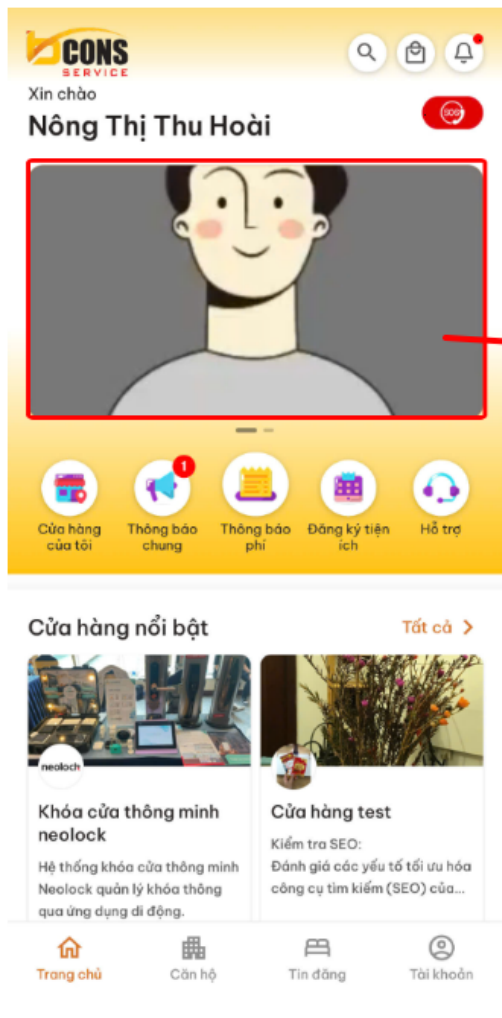 bCONS
SERVICE
Xin chào
Nông Thị Thu Hoài
SOS
1
Cửa hàng
của tôi
Thông báo
chung
Thông báo
phí
Đăng ký tiện
ích
Hỗ trợ
Cửa hàng nổi bật
Tất cả
neolock
Khóa cửa thông minh
neolock
Hệ thống khóa cửa thông minh
Neolock quản lý khóa thông
qua ứng dụng di động.
Cửa hàng test
Kiểm tra SEO:
Đánh giá các yếu tố tối ưu hóa
công cụ tìm kiếm (SEO) của...
Trang chủ
Căn hộ
Tin đăng
Tài khoản